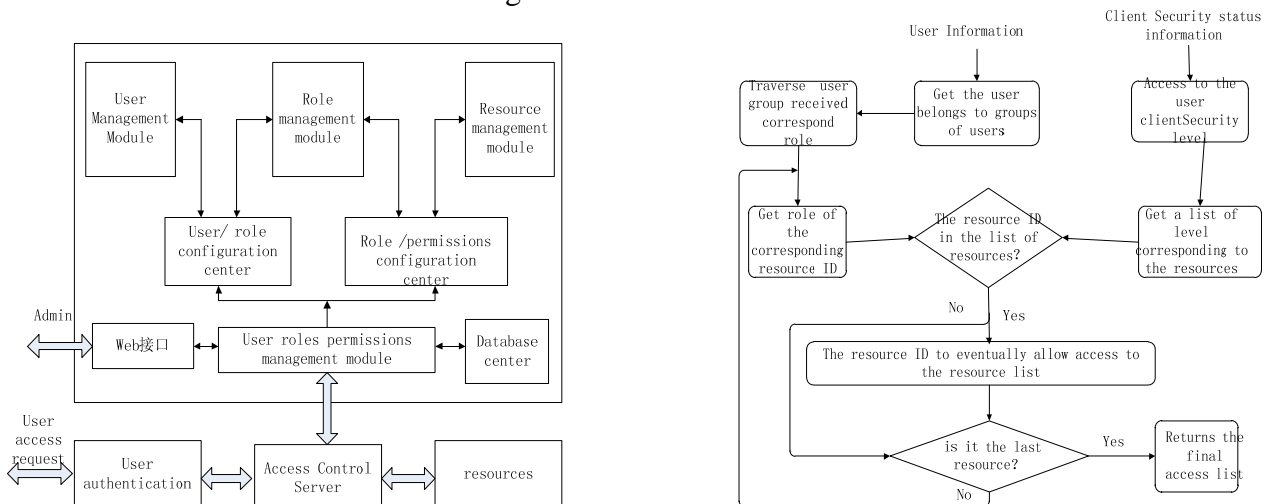 User
Management
Module
Role
management
module
Resource
management
module
User/ role
configuration
center
Role /permissions
configuration
center
Admin
Web接口
User roles permissions
management module
Database
center
User
access
request
User
authentication
Access Control
Server
resources
User Information
Client Security status
information
Traverse user
group received
correspond
role
Get the user
belongs to groups
of users
Access to the
user
clientSecurity
level
Get role of
the
corresponding
resource ID
The resource ID
in the list of
resources?
Get a list of
level
corresponding to
the resources
No
Yes
The resource ID to eventually allow access to
the resource list
is it the last
resource?
Yes
Returns the
final
access list
No